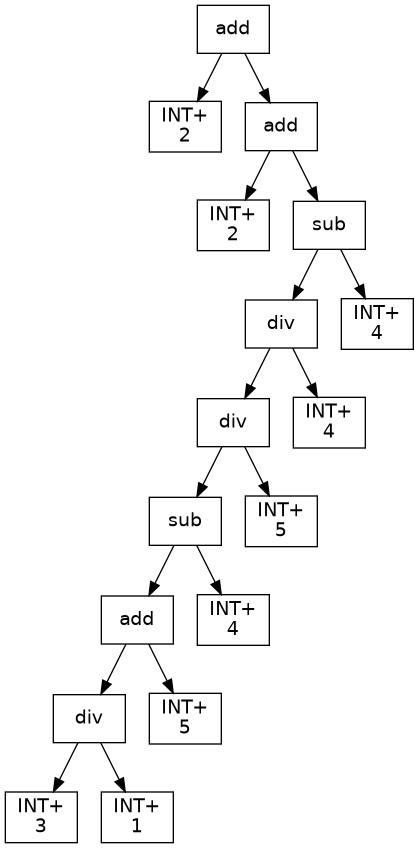 add
INT+
2
add
INT+
2
sub
div
INT+
4
div
INT+
4
sub
INT+
5
add
INT+
4
div
INT+
5
INT+
3
INT+
1